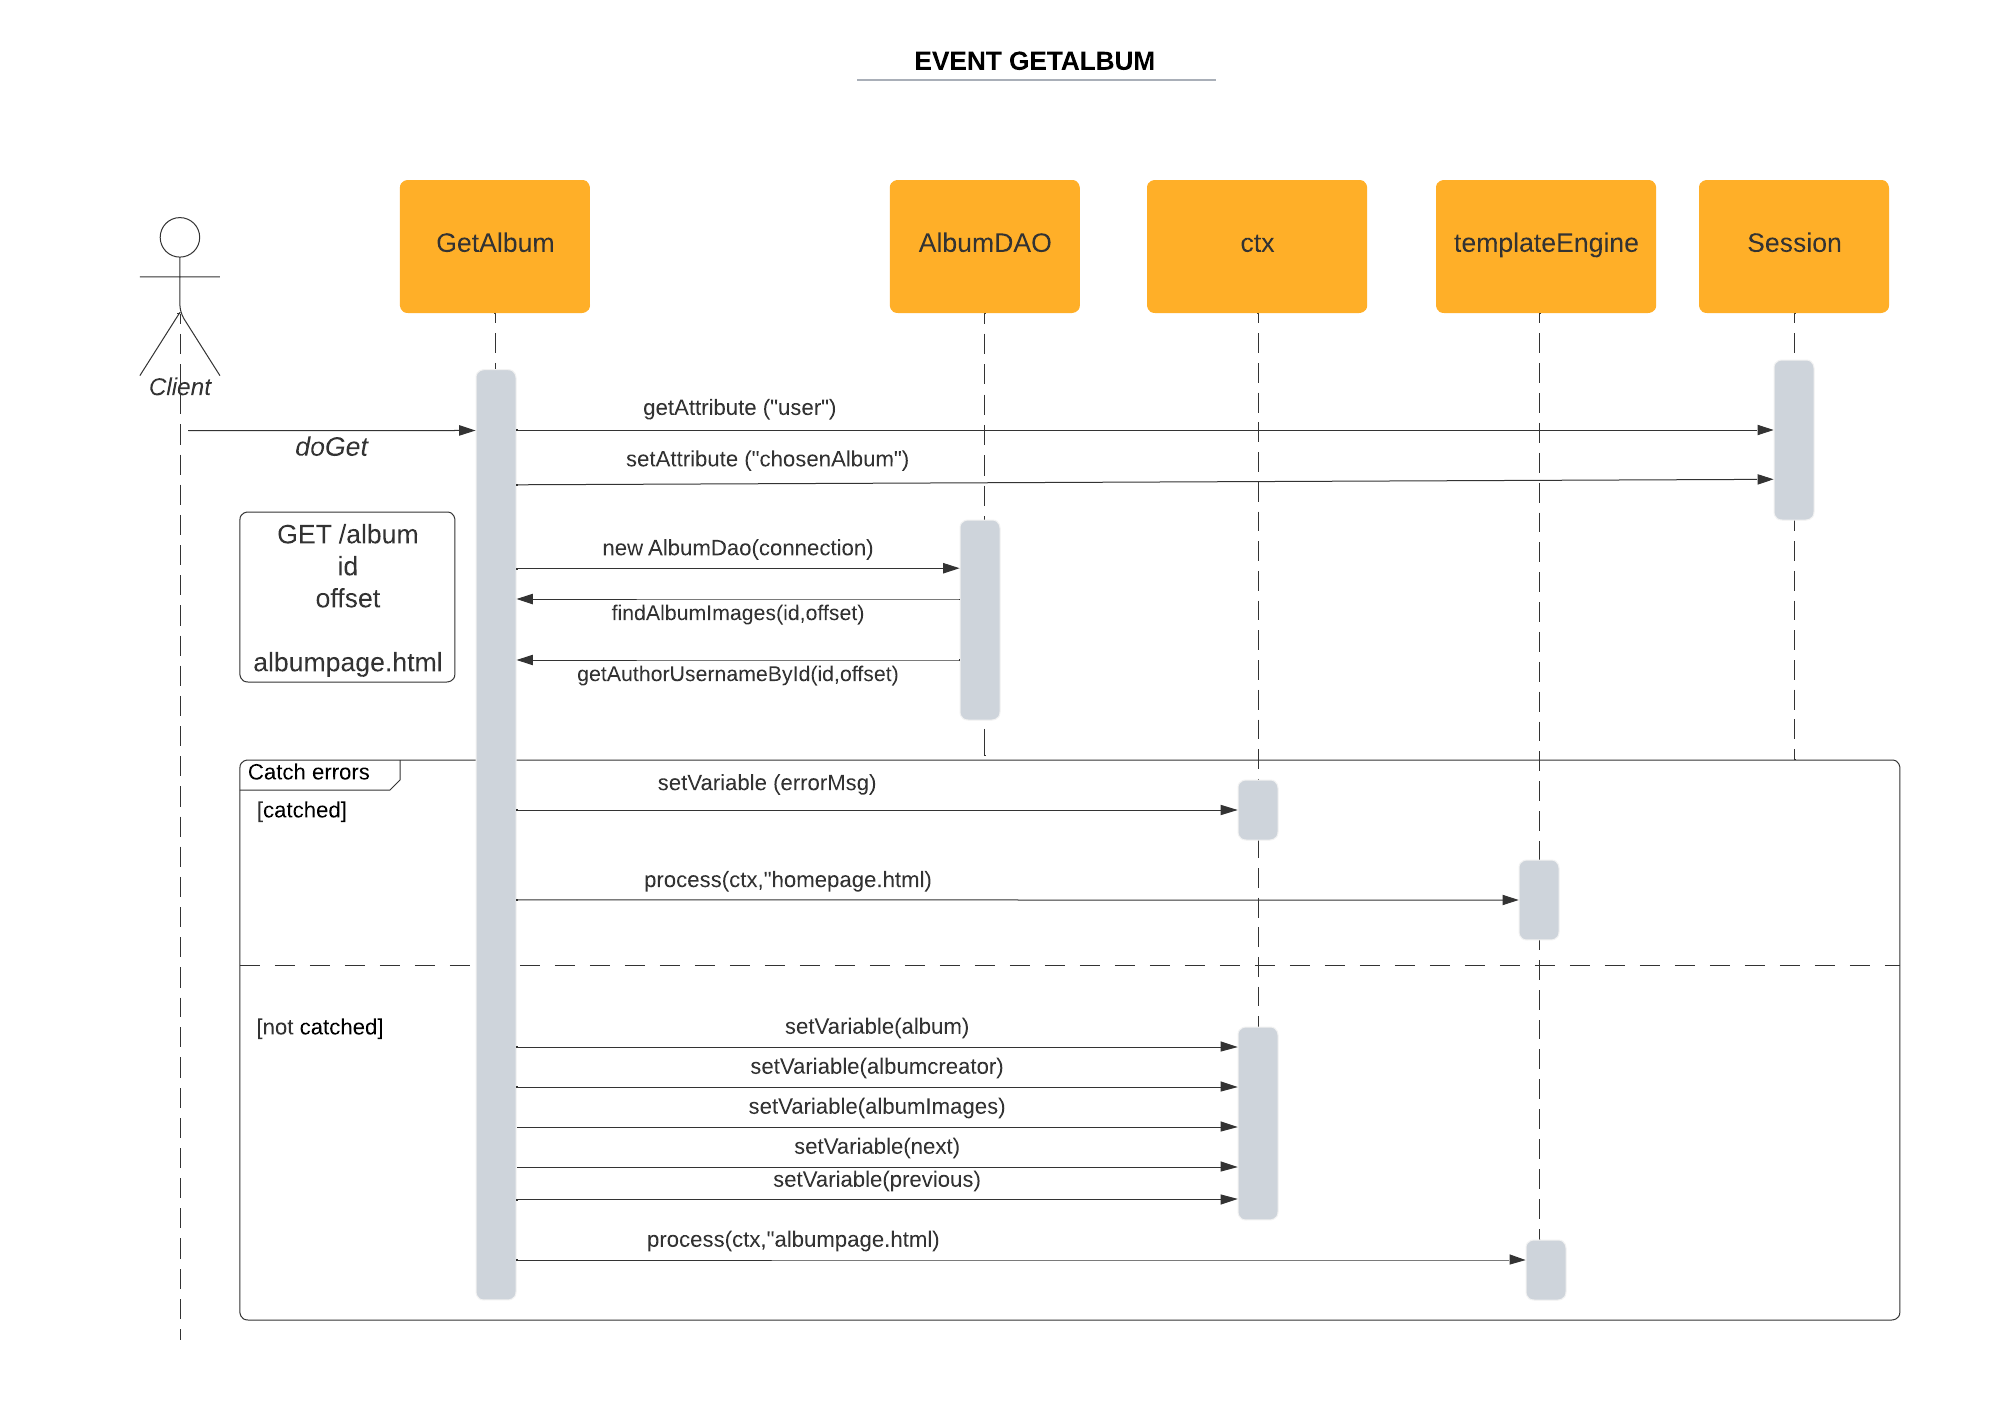 EVENT GETALBUM
GetAlbum
AlbumDAO
ctx
templateEngine
Session
Client
getAttribute ("user")
doGet
setAttribute ("chosenAlbum")
GET /album
id
offset
albumpage.html
new AlbumDao(connection)
findAlbumImages(id,offset)
getAuthorUsernameById(id,offset)
Catch errors
[catched]
setVariable (errorMsg)
process(ctx,"homepage.html)
[not catched]
setVariable(album)
setVariable(albumcreator)
setVariable(albumImages)
setVariable(next)
setVariable(previous)
process(ctx,"albumpage.html)